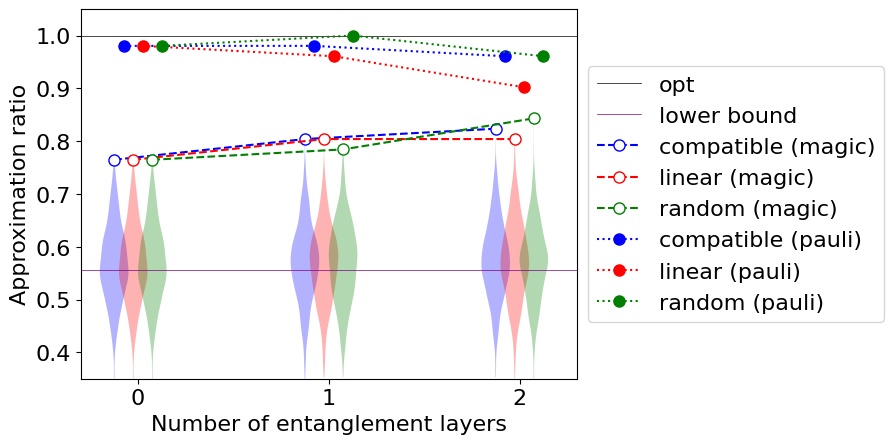 1.0
0.9
0.8
0.7
0.6
0.5
0.4
Approximation ratio
0 1 2
Number of entanglement layers
opt
lower bound
compatible (magic)
linear (magic)
random (magic)
compatible (pauli)
linear (pauli)
random (pauli)